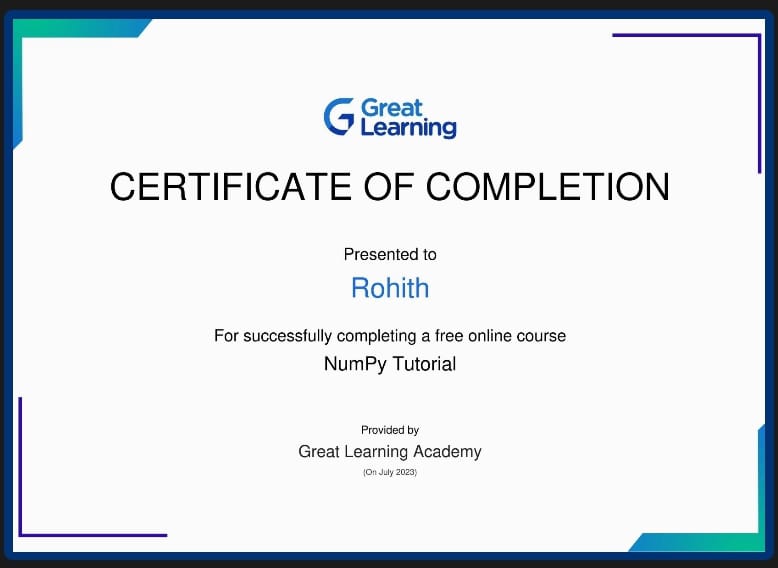 Great
Learning
CERTIFICATE OF COMPLETION
Presented to
Rohith
For successfully completing a free online course
NumPy Tutorial
Provided by
Great Learning Academy
(On July 2023)